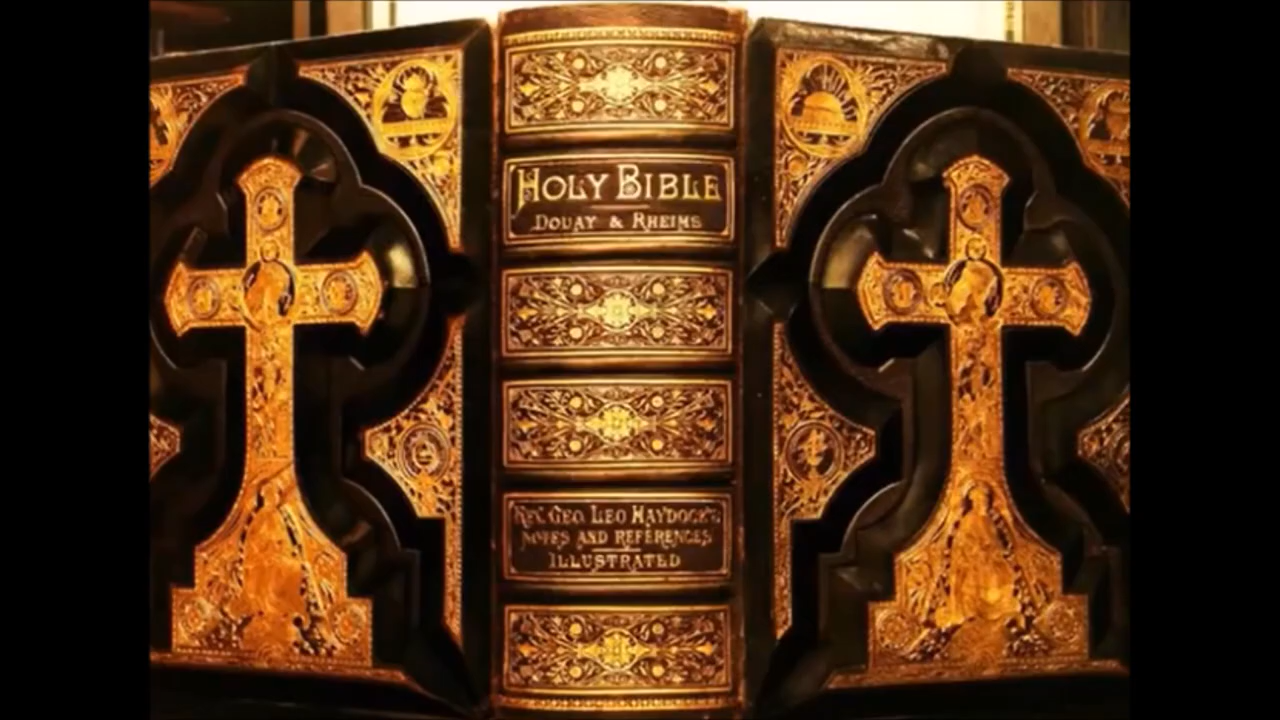 HOLY BIBLE
DOUAY & RHEIMS
REV. GEO. LEO HAYDOCK'S
NOTES AND REFERENCES
ILLUSTRATED